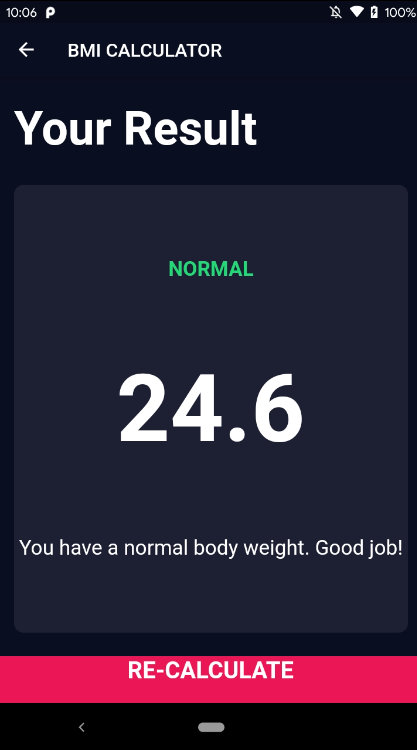 10:06 100%
BMI CALCULATOR
Your Result
NORMAL
24.6
You have a normal body weight. Good job!
RE-CALCULATE